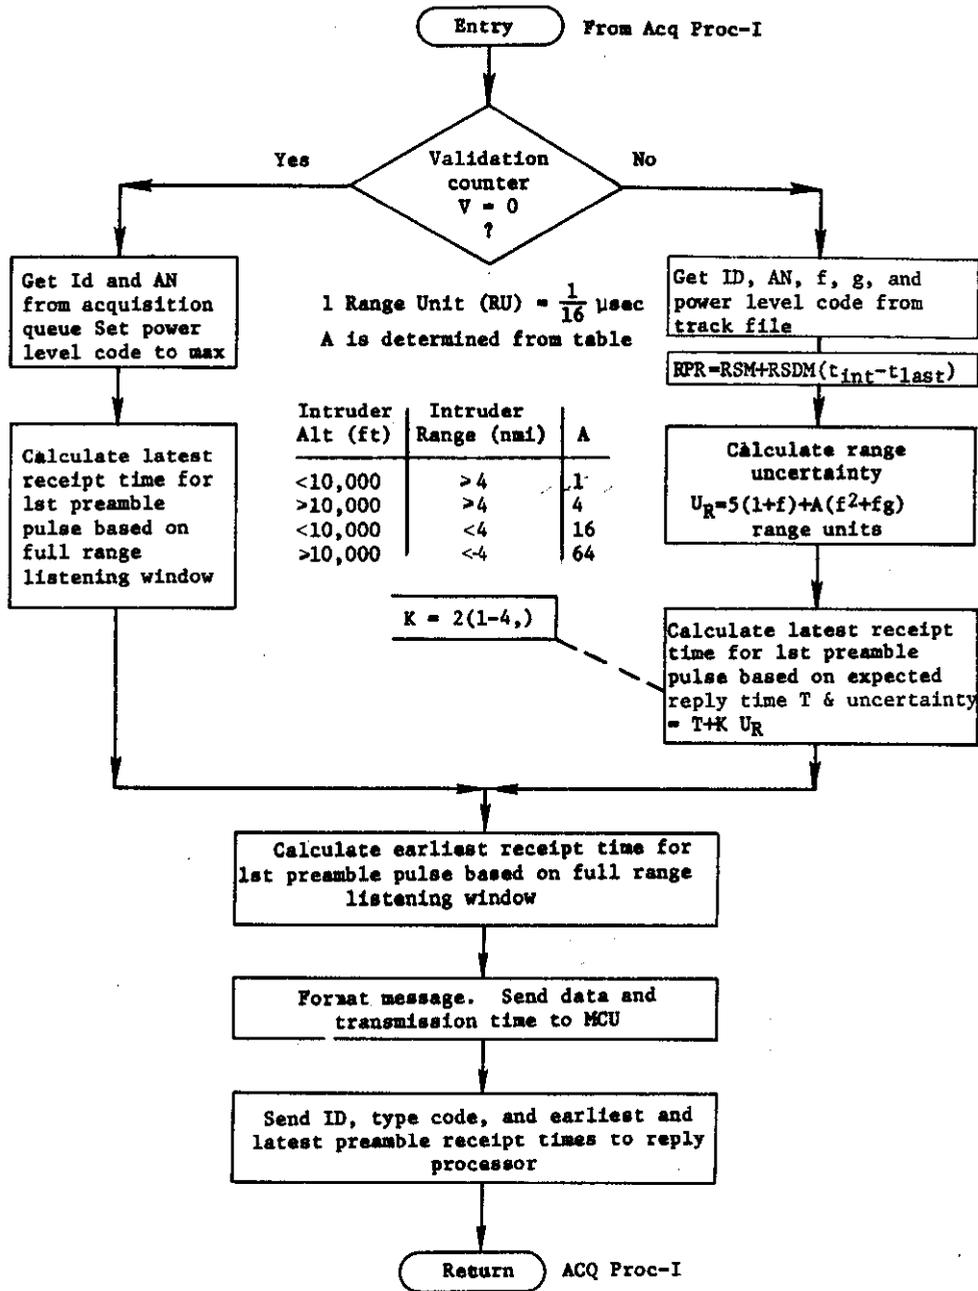 Entry
From Acq Proc-I
Yes
Validation
counter
V = 0
?
No
Get Id and AN
from acquisition
queue Set power
level code to max
1 Range Unit (RU) = 1/16 μsec
A is determined from table
Get ID, AN, f, g, and
power level code from
track file
RPR=RSM+RSDM(t_int-t_last)
Intruder Alt (ft) | Intruder Range (nmi) | A
<10,000 | >4 | 1
>10,000 | >4 | 4
<10,000 | <4 | 16
>10,000 | <4 | 64
Calculate latest
receipt time for
1st preamble
pulse based on
full range
listening window
Calculate range
uncertainty
U_R=5(1+f)+A(f²+fg)
range units
K = 2(1-4,)
Calculate latest receipt
time for 1st preamble
pulse based on expected
reply time T & uncertainty
= T+K U_R
Calculate earliest receipt time for
1st preamble pulse based on full range
listening window
Format message. Send data and
transmission time to MCU
Send ID, type code, and earliest and
latest preamble receipt times to reply
processor
Return
ACQ Proc-I